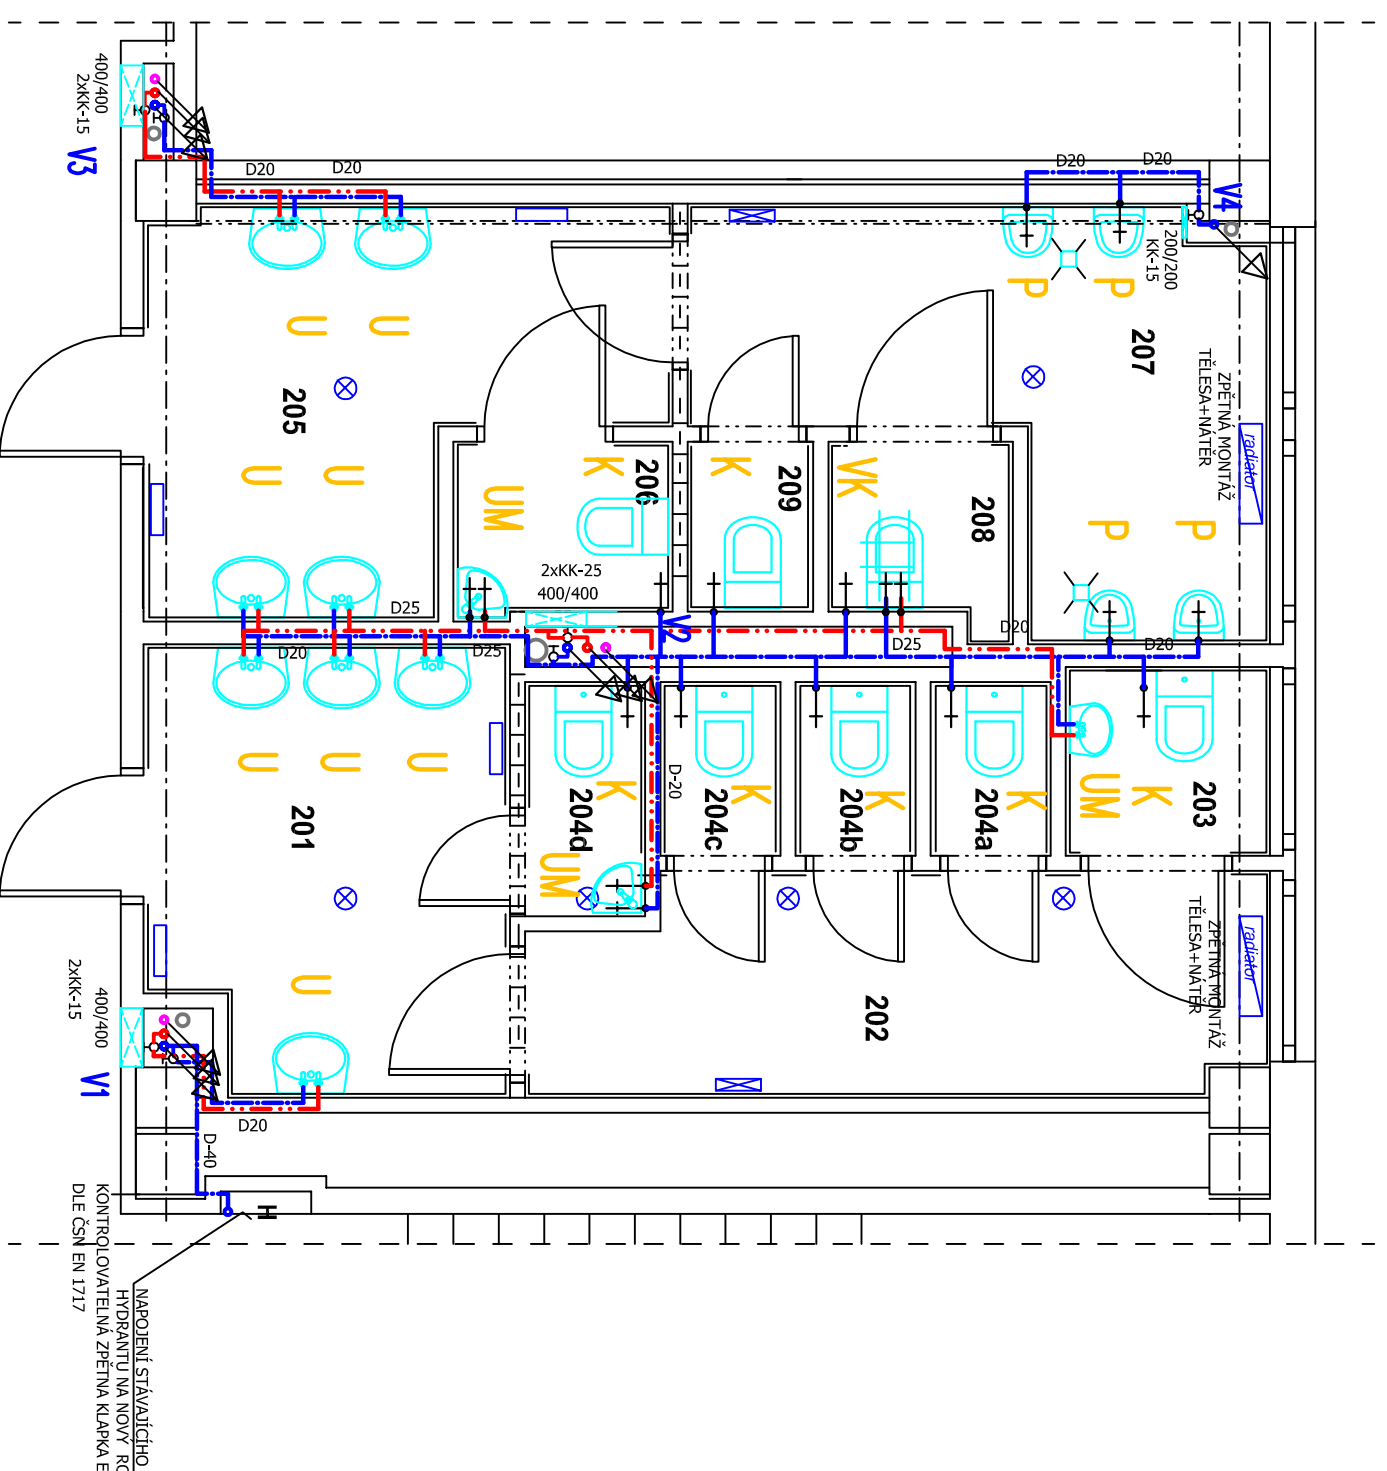 400/400
2xKK-15
V3
D20
D20
D20
D20
V4
200/200
KK-15
P
P
207
ZPĚTNÁ MONTÁŽ
TĚLESA+NÁTĚR
radiator
U
U
205
U
U
K
206
UM
K
209
VK
208
P
P
2xKK-25
400/400
D25
V2
D20
D25
D20
D25
D20
U
U
U
201
K
204d
UM
D-20
K
204c
K
204b
K
204a
K
UM
203
ZPĚTNÁ MONTÁŽ
TĚLESA+NÁTĚR
radiator
202
U
400/400
2xKK-15
V1
D20
D-40
H
KONTROLOVATELNÁ ZPĚTNÁ KLAPKA E
DLE ČSN EN 1717
NAPOJENÍ STÁVAJÍCÍHO
HYDRANTU NA NOVÝ